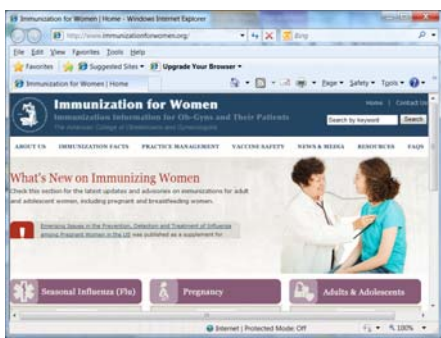 Immunization for Women | Home - Windows Internet Explorer
http://www.immunizationforwomen.org/
Bing
File Edit View Favorites Tools Help
Favorites Suggested Sites Upgrade Your Browser
Immunization for Women | Home
Page Safety Tools
Home | Contact Us
Immunization for Women
Immunization Information for Ob-Gyns and Their Patients
The American College of Obstetricians and Gynecologists
Search by keyword Search
ABOUT US IMMUNIZATION FACTS PRACTICE MANAGEMENT VACCINE SAFETY NEWS & MEDIA RESOURCES FAQS
What's New on Immunizing
Women
Check this section for the latest updates and advisories on immunizations for adult
and adolescent women, including pregnant and breastfeeding women.
Emerging Issues in the Prevention, Detection and Treatment of Influenza
among Pregnant Women in the US was published as a supplement for
Seasonal Influenza (Flu)
Pregnancy
Adults & Adolescents
Internet | Protected Mode: Off
100%